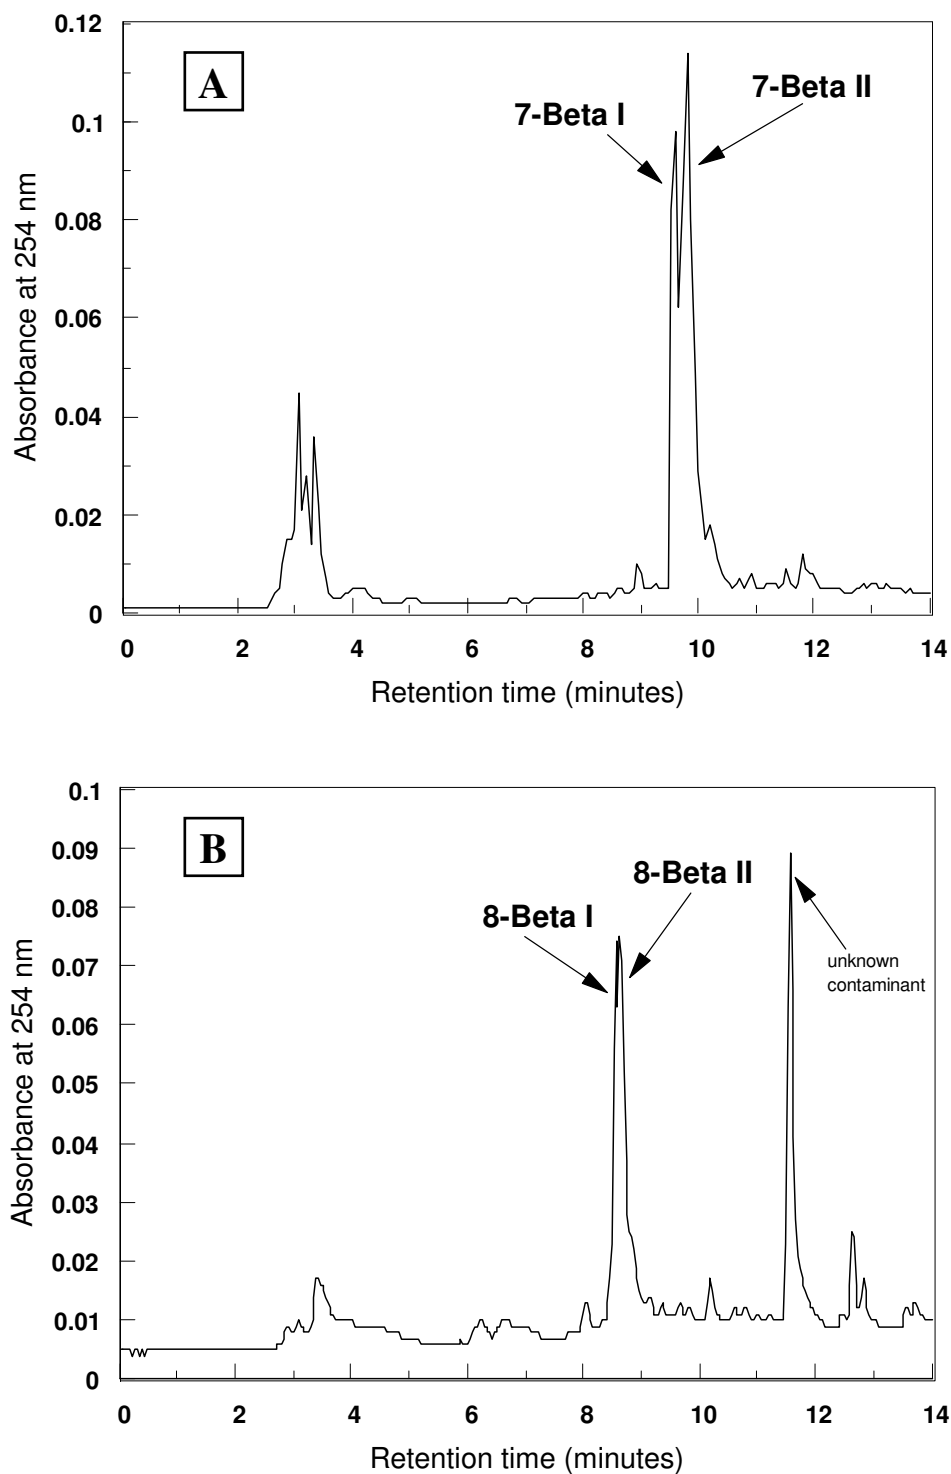 0.12
A
7-Beta I
7-Beta II
0.1
0.08
0.06
0.04
0.02
0
Absorbance at 254 nm
0 2 4 6 8 10 12 14
Retention time (minutes)
0.1
B
0.09
8-Beta II
8-Beta I
0.08
unknown
contaminant
0.07
0.06
0.05
0.04
0.03
0.02
0.01
0
Absorbance at 254 nm
0 2 4 6 8 10 12 14
Retention time (minutes)